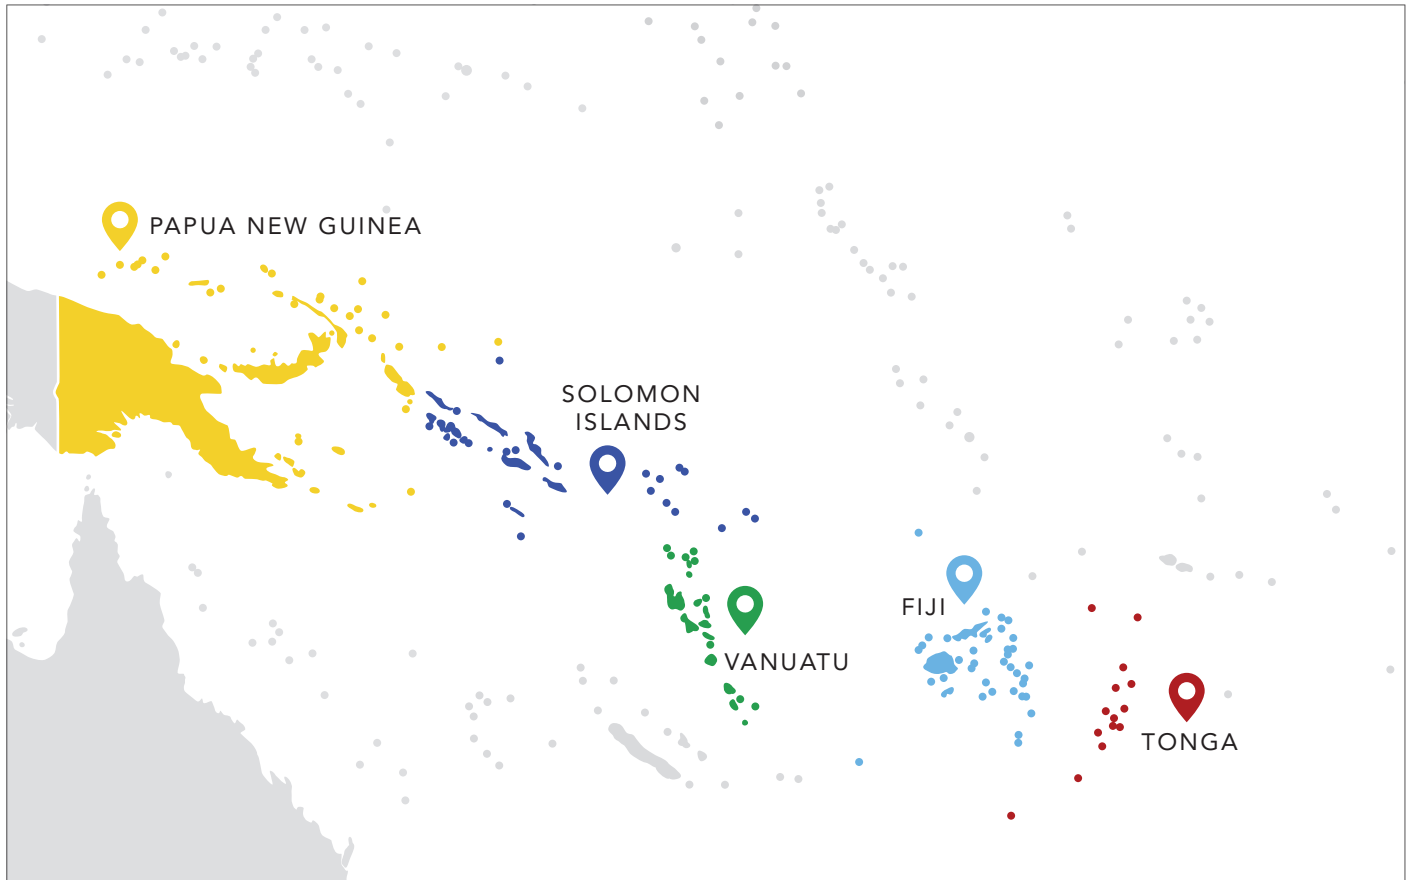 PAPUA NEW GUINEA
SOLOMON
ISLANDS
FIJI
VANUATU
TONGA